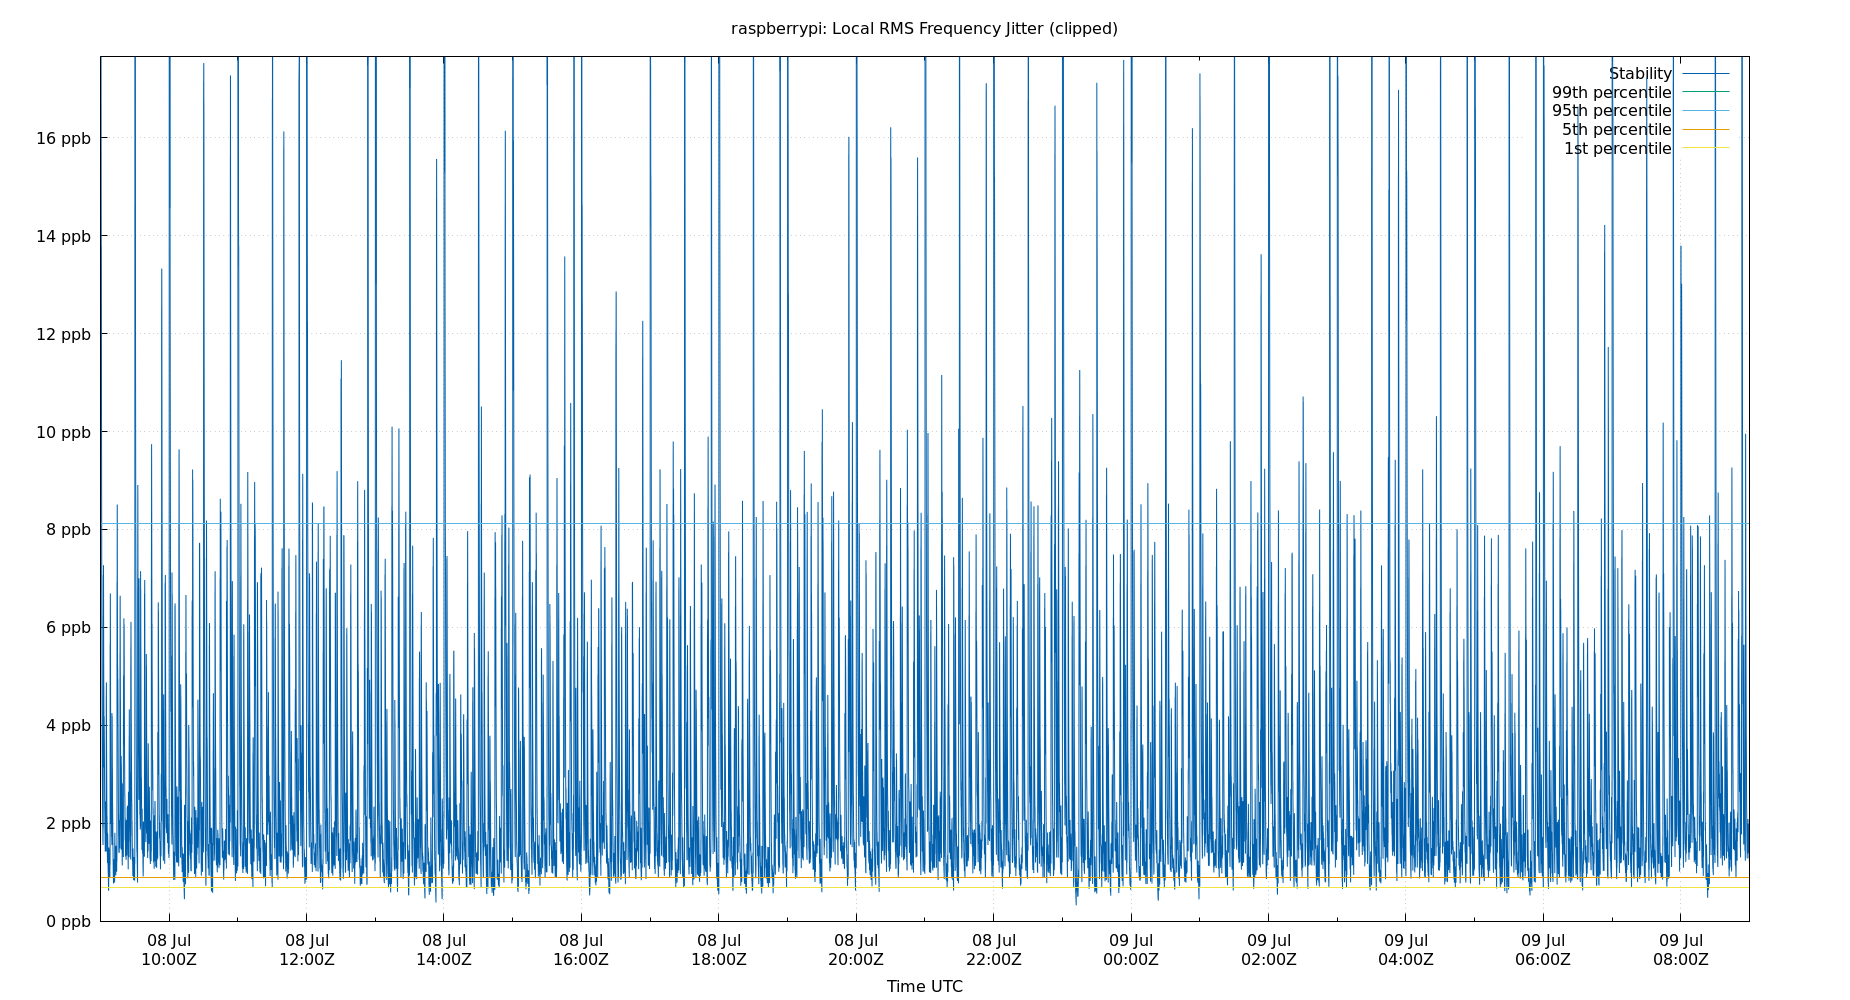 raspberrypi: Local RMS Frequency Jitter (clipped)
Stability
99th percentile
95th percentile
5th percentile
1st percentile
16 ppb
14 ppb
12 ppb
10 ppb
8 ppb
6 ppb
4 ppb
2 ppb
0 ppb
08 Jul 08 Jul 08 Jul 08 Jul 08 Jul 08 Jul 08 Jul 09 Jul 09 Jul 09 Jul 09 Jul 09 Jul
10:00Z 12:00Z 14:00Z 16:00Z 18:00Z 20:00Z 22:00Z 00:00Z 02:00Z 04:00Z 06:00Z 08:00Z
Time UTC